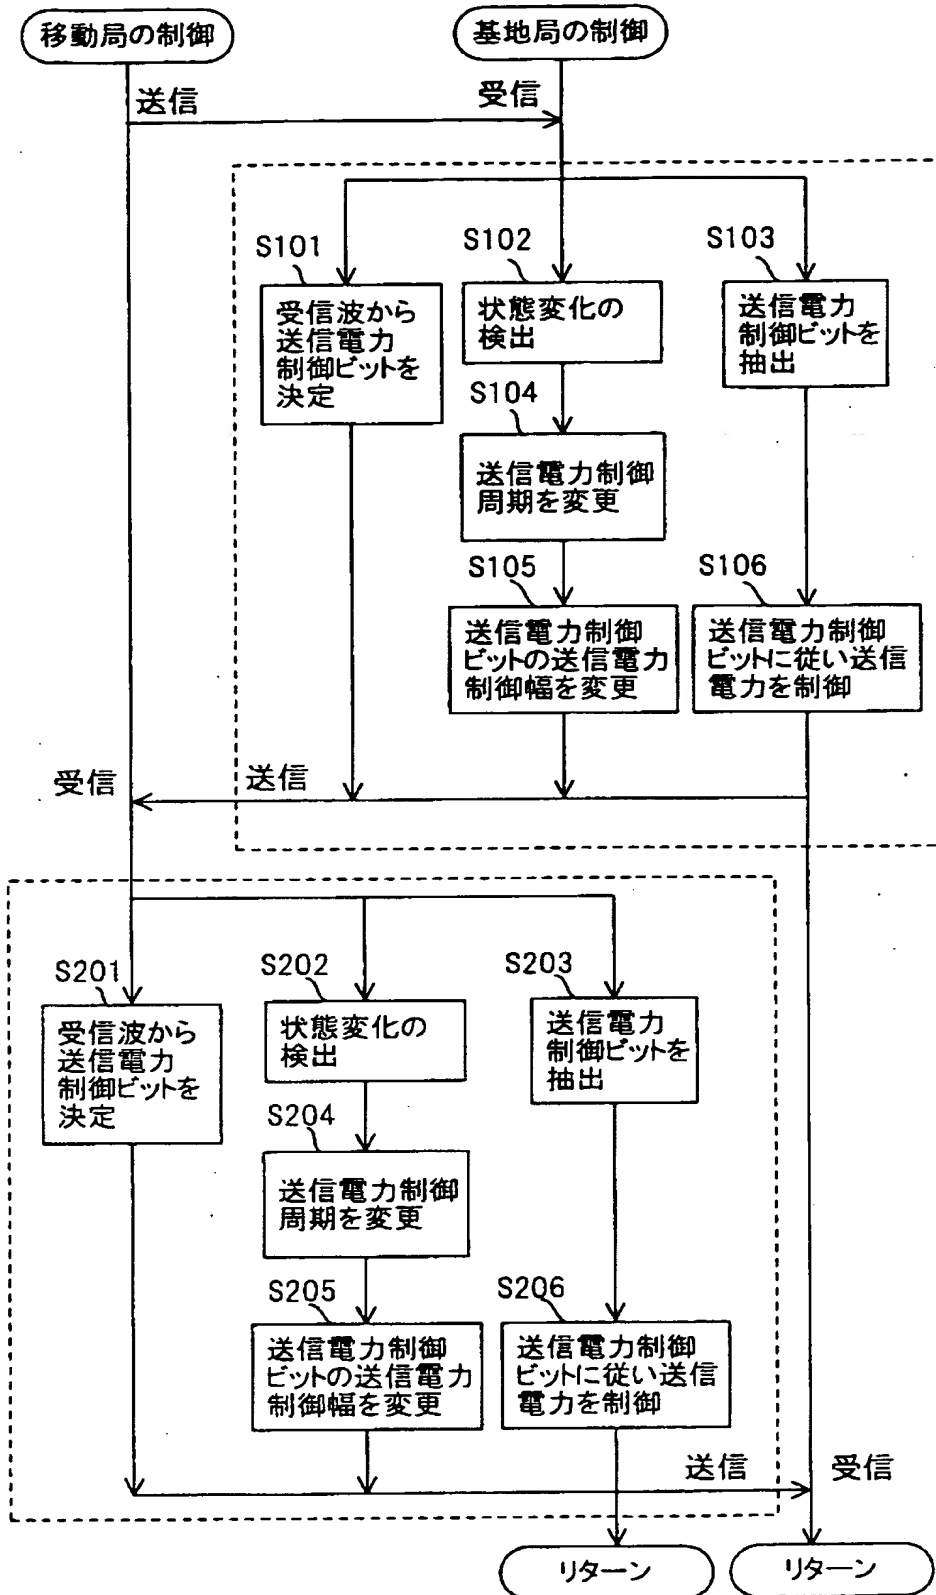 移動局の制御
基地局の制御
送信
受信
S101
受信波から
送信電力
制御ビットを
決定
S102
状態変化の
検出
S103
送信電力
制御ビットを
抽出
S104
送信電力制御
周期を変更
S105
送信電力制御
ビットの送信電力
制御幅を変更
S106
送信電力制御
ビットに従い送信
電力を制御
受信
送信
S201
受信波から
送信電力
制御ビットを
決定
S202
状態変化の
検出
S203
送信電力
制御ビットを
抽出
S204
送信電力制御
周期を変更
S205
送信電力制御
ビットの送信電力
制御幅を変更
S206
送信電力制御
ビットに従い送信
電力を制御
送信
受信
リターン
リターン